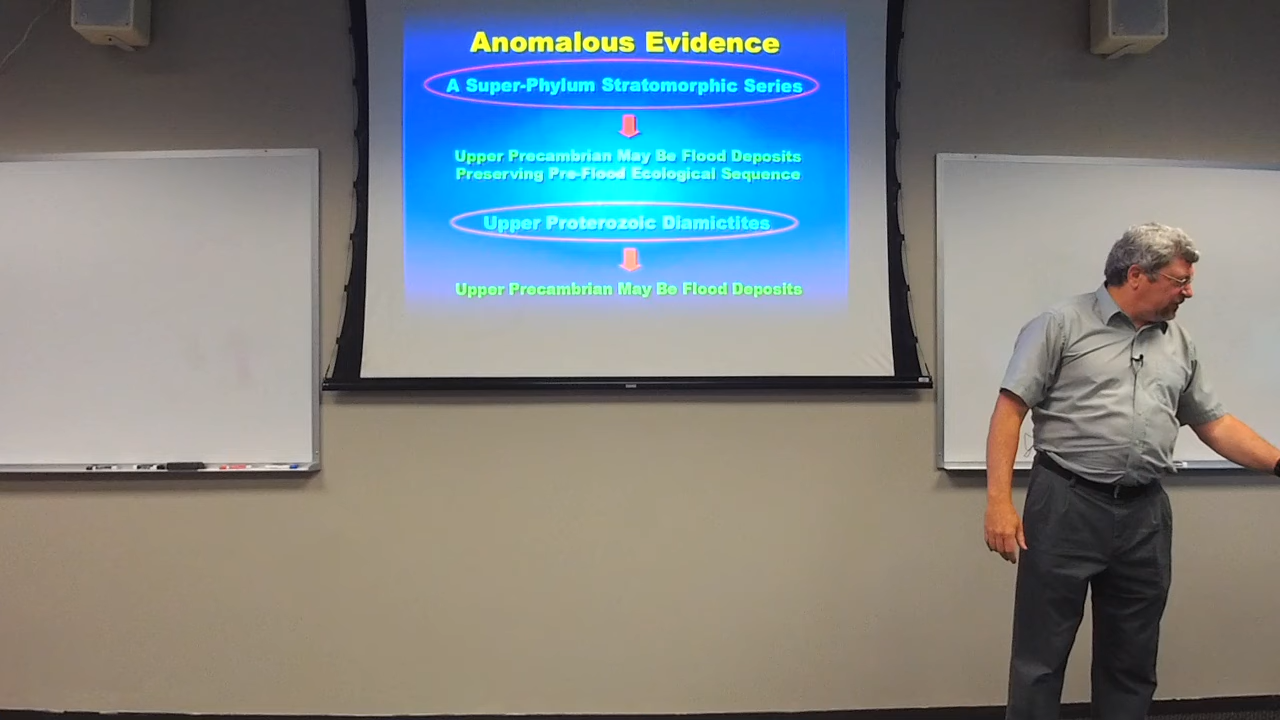 Anomalous Evidence
A Super-Phylum Stratomorphic Series
Upper Precambrian May Be Flood Deposits
Preserving Pre-Flood Ecological Sequence
Upper Proterozoic Diamictites
Upper Precambrian May Be Flood Deposits